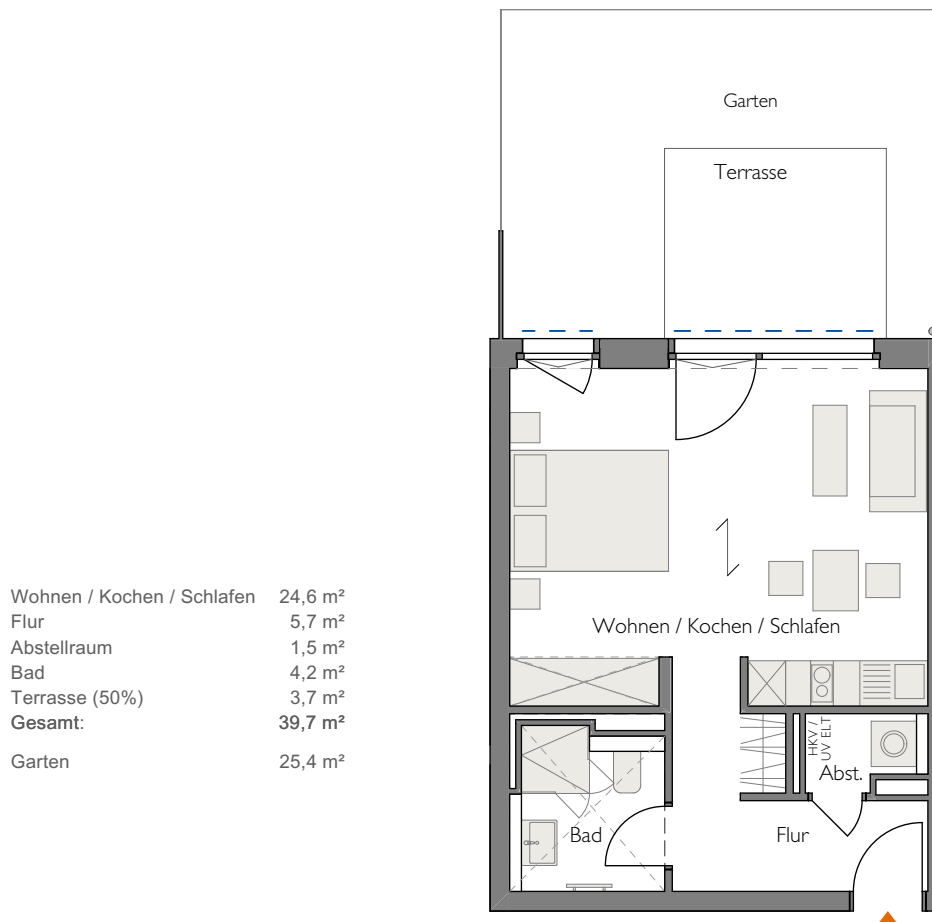 Garten
Terrasse
Wohnen / Kochen / Schlafen 24,6 m²
Flur 5,7 m²
Abstellraum 1,5 m²
Bad 4,2 m²
Terrasse (50%) 3,7 m²
Gesamt: 39,7 m²
Garten 25,4 m²
Wohnen / Kochen / Schlafen
HKV /
UV ELT
Abst.
Bad
Flur